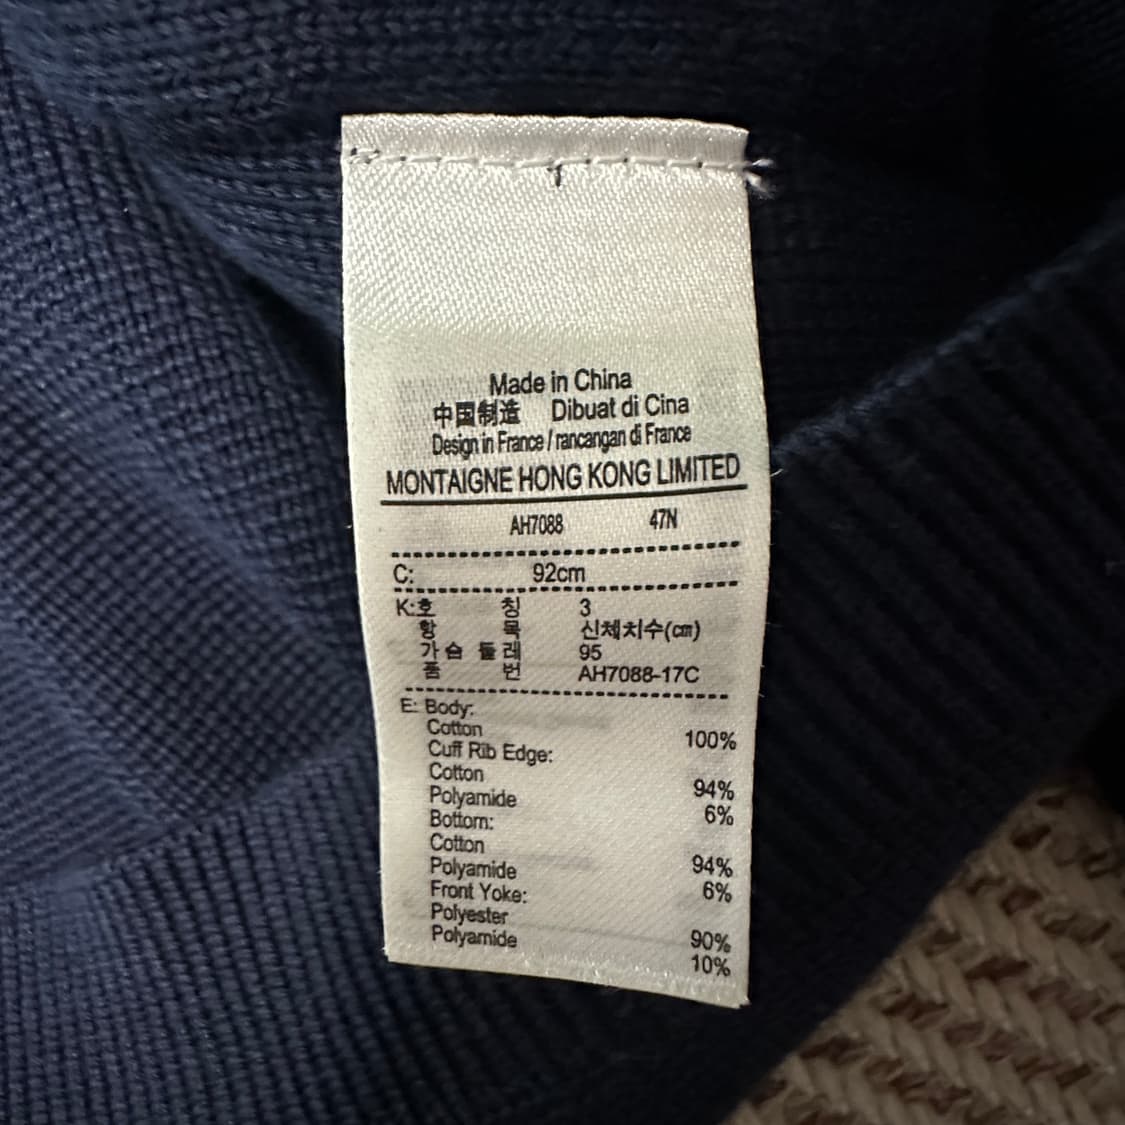 1
Made in China
中国制造 Dibuat di Cina
Design in France / rancangan di France
MONTAIGNE HONG KONG LIMITED
AH7088 47N
C: 92cm
K:호 칭 3
항 목 신체치수(㎝)
가 슴 둘 레 95
품 번 AH7088-17C
E: Body:
Cotton 100%
Cuff Rib Edge:
Cotton 94%
Polyamide 6%
Bottom:
Cotton 94%
Polyamide 6%
Front Yoke:
Polyester 90%
Polyamide 10%